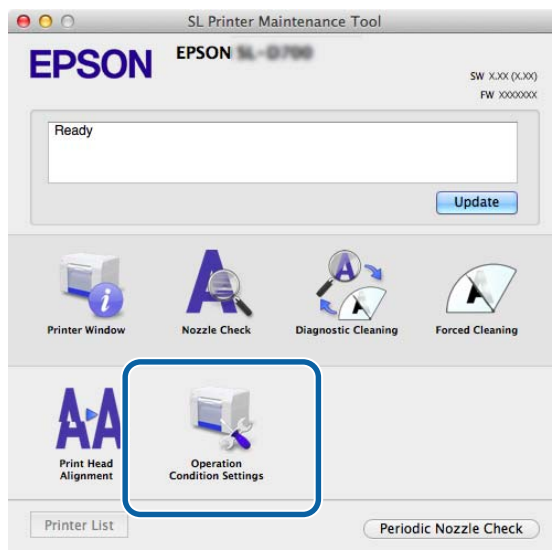 SL Printer Maintenance Tool
EPSON
EPSON
SW X.XX (X.XX)
FW XXXXXXX
Ready
Update
Printer Window
Nozzle Check
Diagnostic Cleaning
Forced Cleaning
Print Head
Alignment
Operation
Condition Settings
Printer List
Periodic Nozzle Check